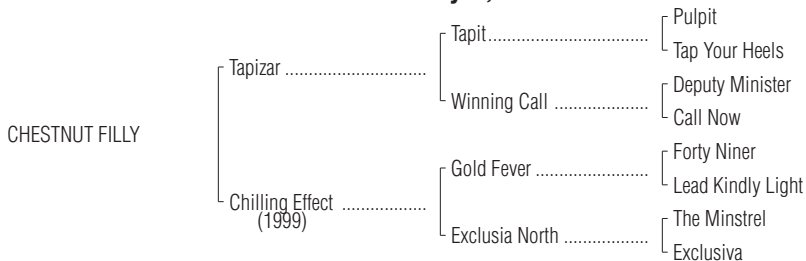 Pulpit
Tapit
Tap Your Heels
Tapizar
Deputy Minister
Winning Call
Call Now
CHESTNUT FILLY
Forty Niner
Gold Fever
Lead Kindly Light
Chilling Effect
(1999)
The Minstrel
Exclusia North
Exclusiva